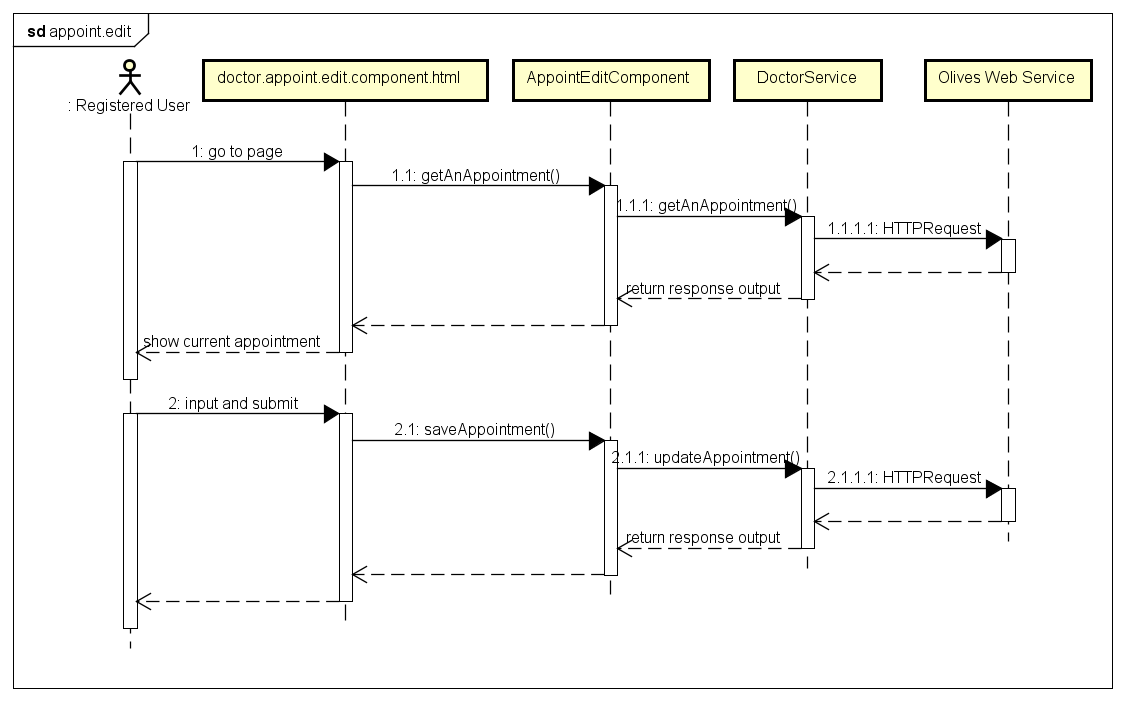 sd appoint.edit
: Registered User
doctor.appoint.edit.component.html
AppointEditComponent
DoctorService
Olives Web Service
1: go to page
1.1: getAnAppointment()
1.1.1: getAnAppointment()
1.1.1.1: HTTPRequest
return response output
show current appointment
2: input and submit
2.1: saveAppointment()
2.1.1: updateAppointment()
2.1.1.1: HTTPRequest
return response output